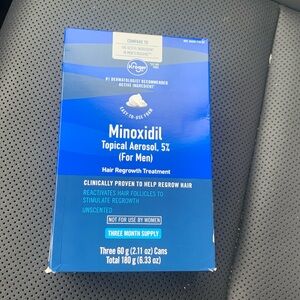 COMPARE TO
Kroger
#1 DERMATOLOGIST RECOMMENDED
ACTIVE INGREDIENT
EASY-TO-USE FOAM
Minoxidil
Topical Aerosol, 5%
(For Men)
Hair Regrowth Treatment
CLINICALLY PROVEN TO HELP REGROW HAIR
REACTIVATES HAIR FOLLICLES TO
STIMULATE REGROWTH
UNSCENTED
NOT FOR USE BY WOMEN
THREE MONTH SUPPLY
Three 60 g (2.11 oz) Cans
Total 180 g (6.33 oz)